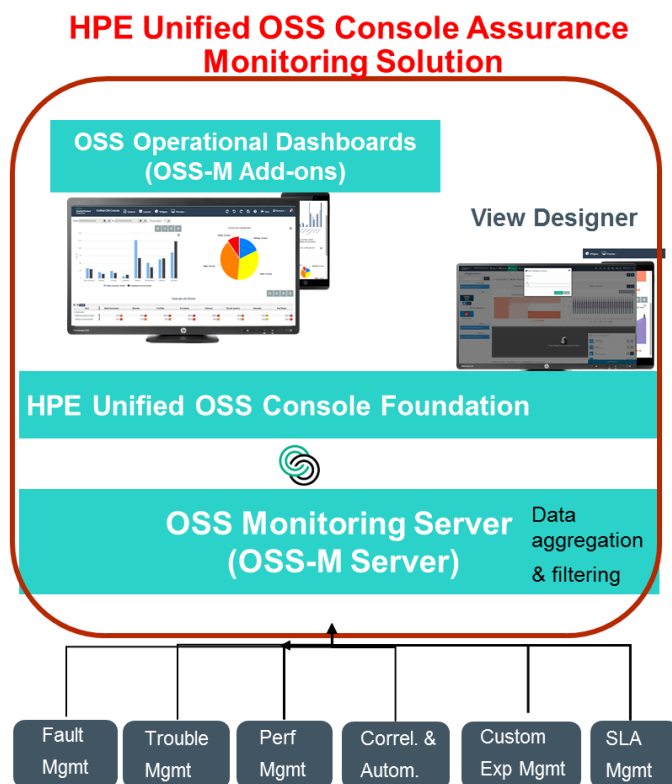 HPE Unified OSS Console Assurance
Monitoring Solution
OSS Operational Dashboards
(OSS-M Add-ons)
View Designer
HPE Unified OSS Console Foundation
OSS Monitoring Server
(OSS-M Server)
Data
aggregation
& filtering
Fault
Mgmt
Trouble
Mgmt
Perf
Mgmt
Correl. &
Autom.
Custom
Exp Mgmt
SLA
Mgmt